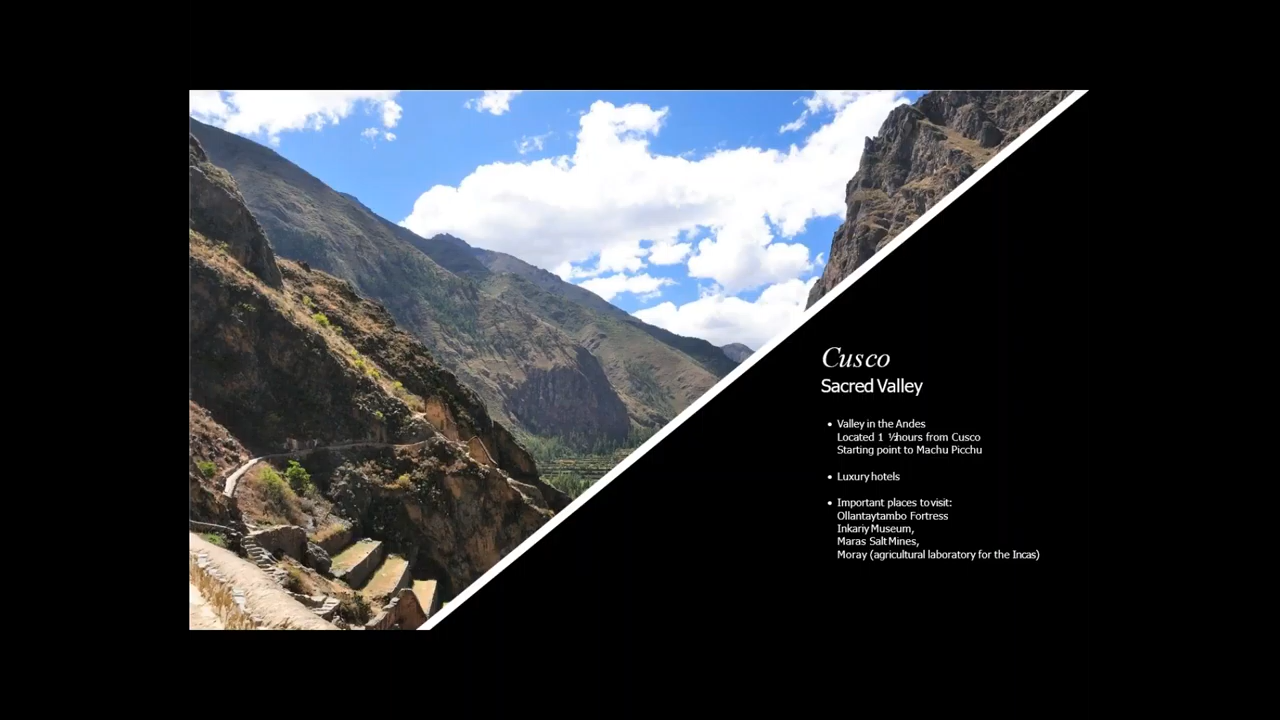 Cusco
Sacred Valley
• Valley in the Andes
Located 1 ½hours from Cusco
Starting point to Machu Picchu
• Luxury hotels
• Important places to visit:
Ollantaytambo Fortress
Inkariy Museum,
Maras Salt Mines,
Moray (agricultural laboratory for the Incas)